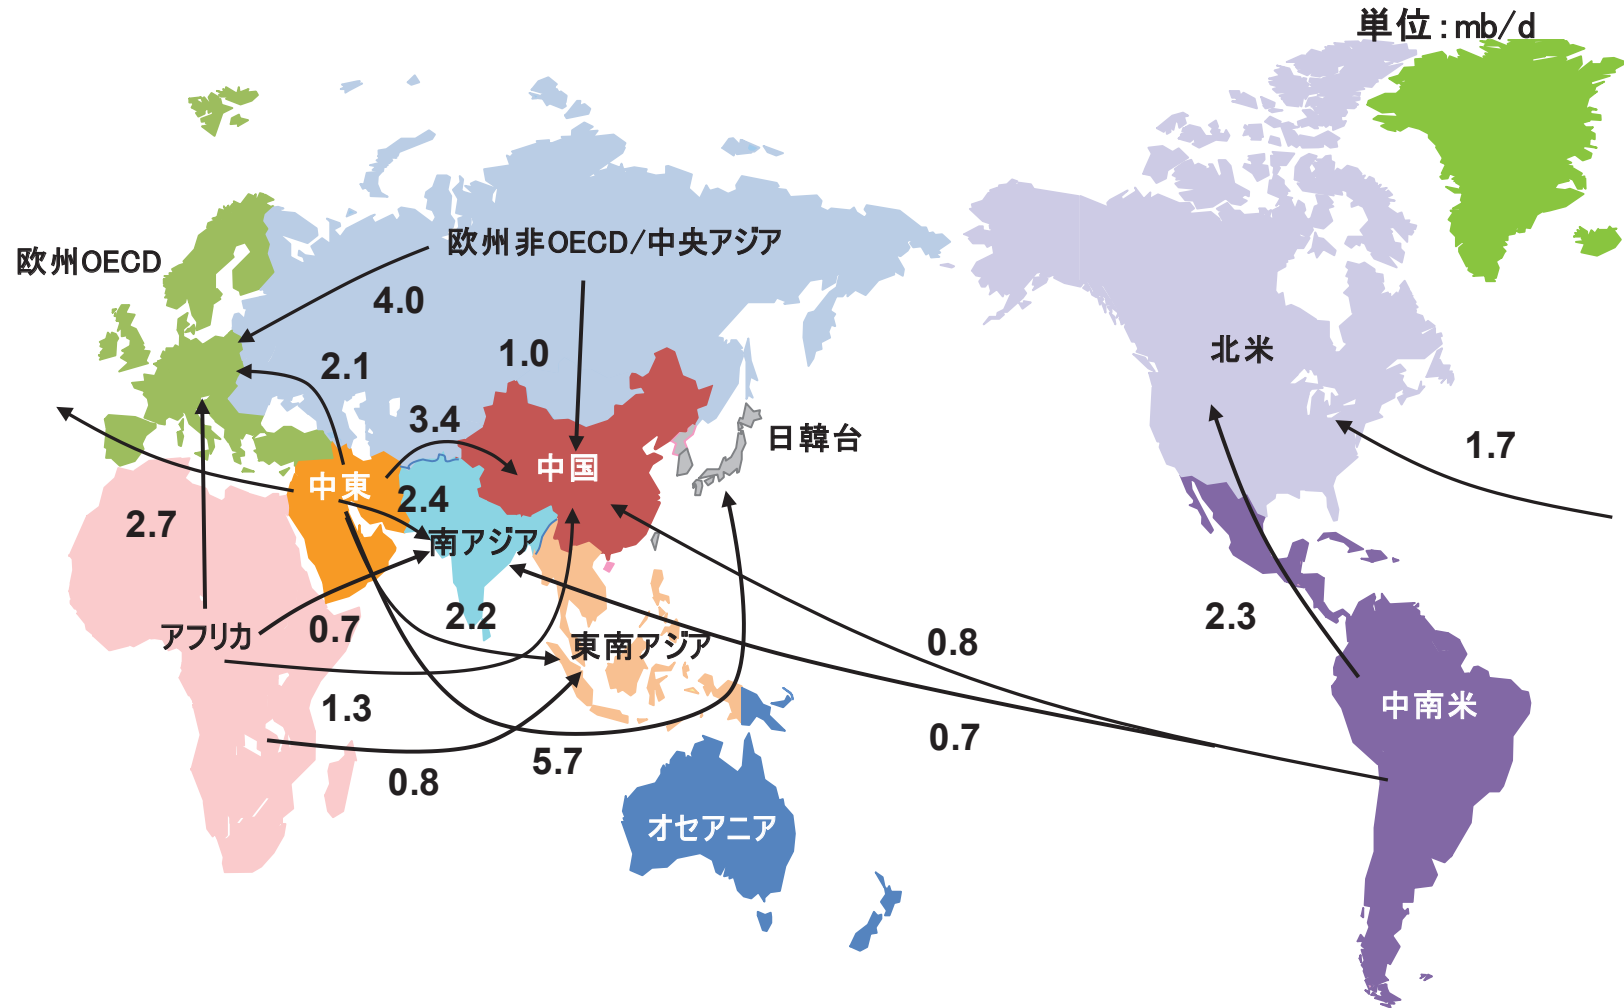 単位：mb/d
欧州OECD
欧州非OECD/中央アジア
4.0
2.1
1.0
北米
3.4
日韓台
1.7
中国
中東
2.4
2.7
南アジア
アフリカ
0.7
2.2
東南アジア
0.8
2.3
1.3
0.7
中南米
5.7
0.8
オセアニア